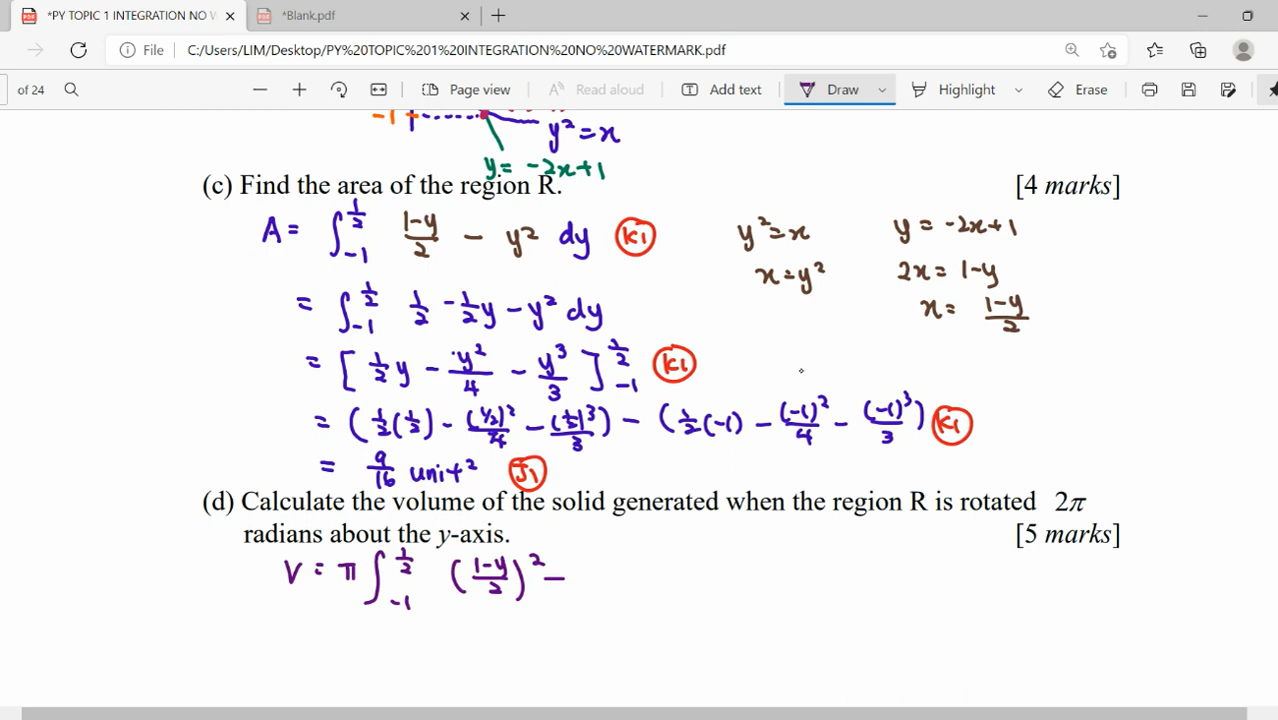 *PY TOPIC 1 INTEGRATION NO W
*Blank.pdf
File C:/Users/LIM/Desktop/PY%20TOPIC%201%20INTEGRATION%20NO%20WATERMARK.pdf
of 24
Page view
Read aloud
Add text
Draw
Highlight
Erase
-1
y² = x
y = -2x+1
(c) Find the area of the region R. [4 marks]
A = ∫_{-1}^{1/2} (1-y)/2 - y² dy K1
y² = x
y = -2x+1
x = y²
2x = 1-y
x = (1-y)/2
= ∫_{-1}^{1/2} 1/2 - 1/2 y - y² dy
= [1/2 y - y²/4 - y³/3]_{-1}^{1/2} K1
= (1/2(1/2) - (1/2)²/4 - (1/2)³/3) - (1/2(-1) - (-1)²/4 - (-1)³/3) K1
= 9/16 unit² J1
(d) Calculate the volume of the solid generated when the region R is rotated 2π
radians about the y-axis. [5 marks]
V = π ∫_{-1}^{1/2} ((1-y)/2)² -